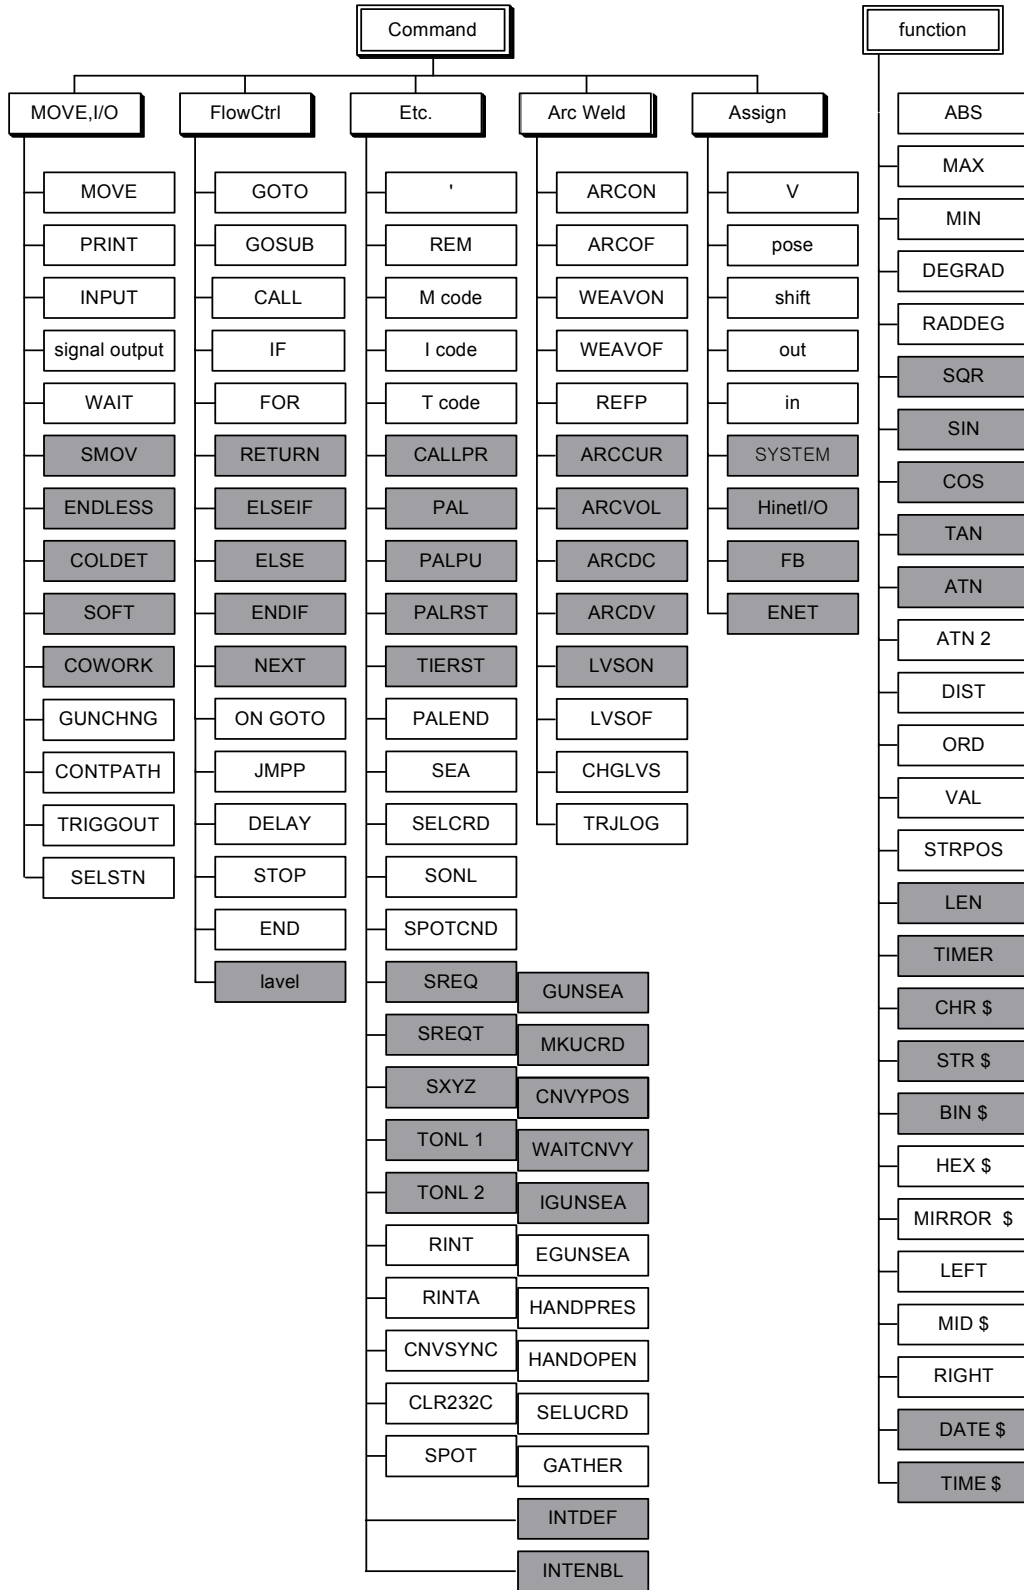 Command
function
MOVE,I/O
FlowCtrl
Etc.
Arc Weld
Assign
MOVE
PRINT
INPUT
signal output
WAIT
SMOV
ENDLESS
COLDET
SOFT
COWORK
GUNCHNG
CONTPATH
TRIGGOUT
SELSTN
GOTO
GOSUB
CALL
IF
FOR
RETURN
ELSEIF
ELSE
ENDIF
NEXT
ON GOTO
JMPP
DELAY
STOP
END
lavel
'
REM
M code
I code
T code
CALLPR
PAL
PALPU
PALRST
TIERST
PALEND
SEA
SELCRD
SONL
SPOTCND
SREQ
SREQT
SXYZ
TONL 1
TONL 2
RINT
RINTA
CNVSYNC
CLR232C
SPOT
GUNSEA
MKUCRD
CNVYPOS
WAITCNVY
IGUNSEA
EGUNSEA
HANDPRES
HANDOPEN
SELUCRD
GATHER
INTDEF
INTENBL
ARCON
ARCOF
WEAVON
WEAVOF
REFP
ARCCUR
ARCVOL
ARCDC
ARCDV
LVSON
LVSOF
CHGLVS
TRJLOG
V
pose
shift
out
in
SYSTEM
HinetI/O
FB
ENET
ABS
MAX
MIN
DEGRAD
RADDEG
SQR
SIN
COS
TAN
ATN
ATN 2
DIST
ORD
VAL
STRPOS
LEN
TIMER
CHR $
STR $
BIN $
HEX $
MIRROR $
LEFT
MID $
RIGHT
DATE $
TIME $